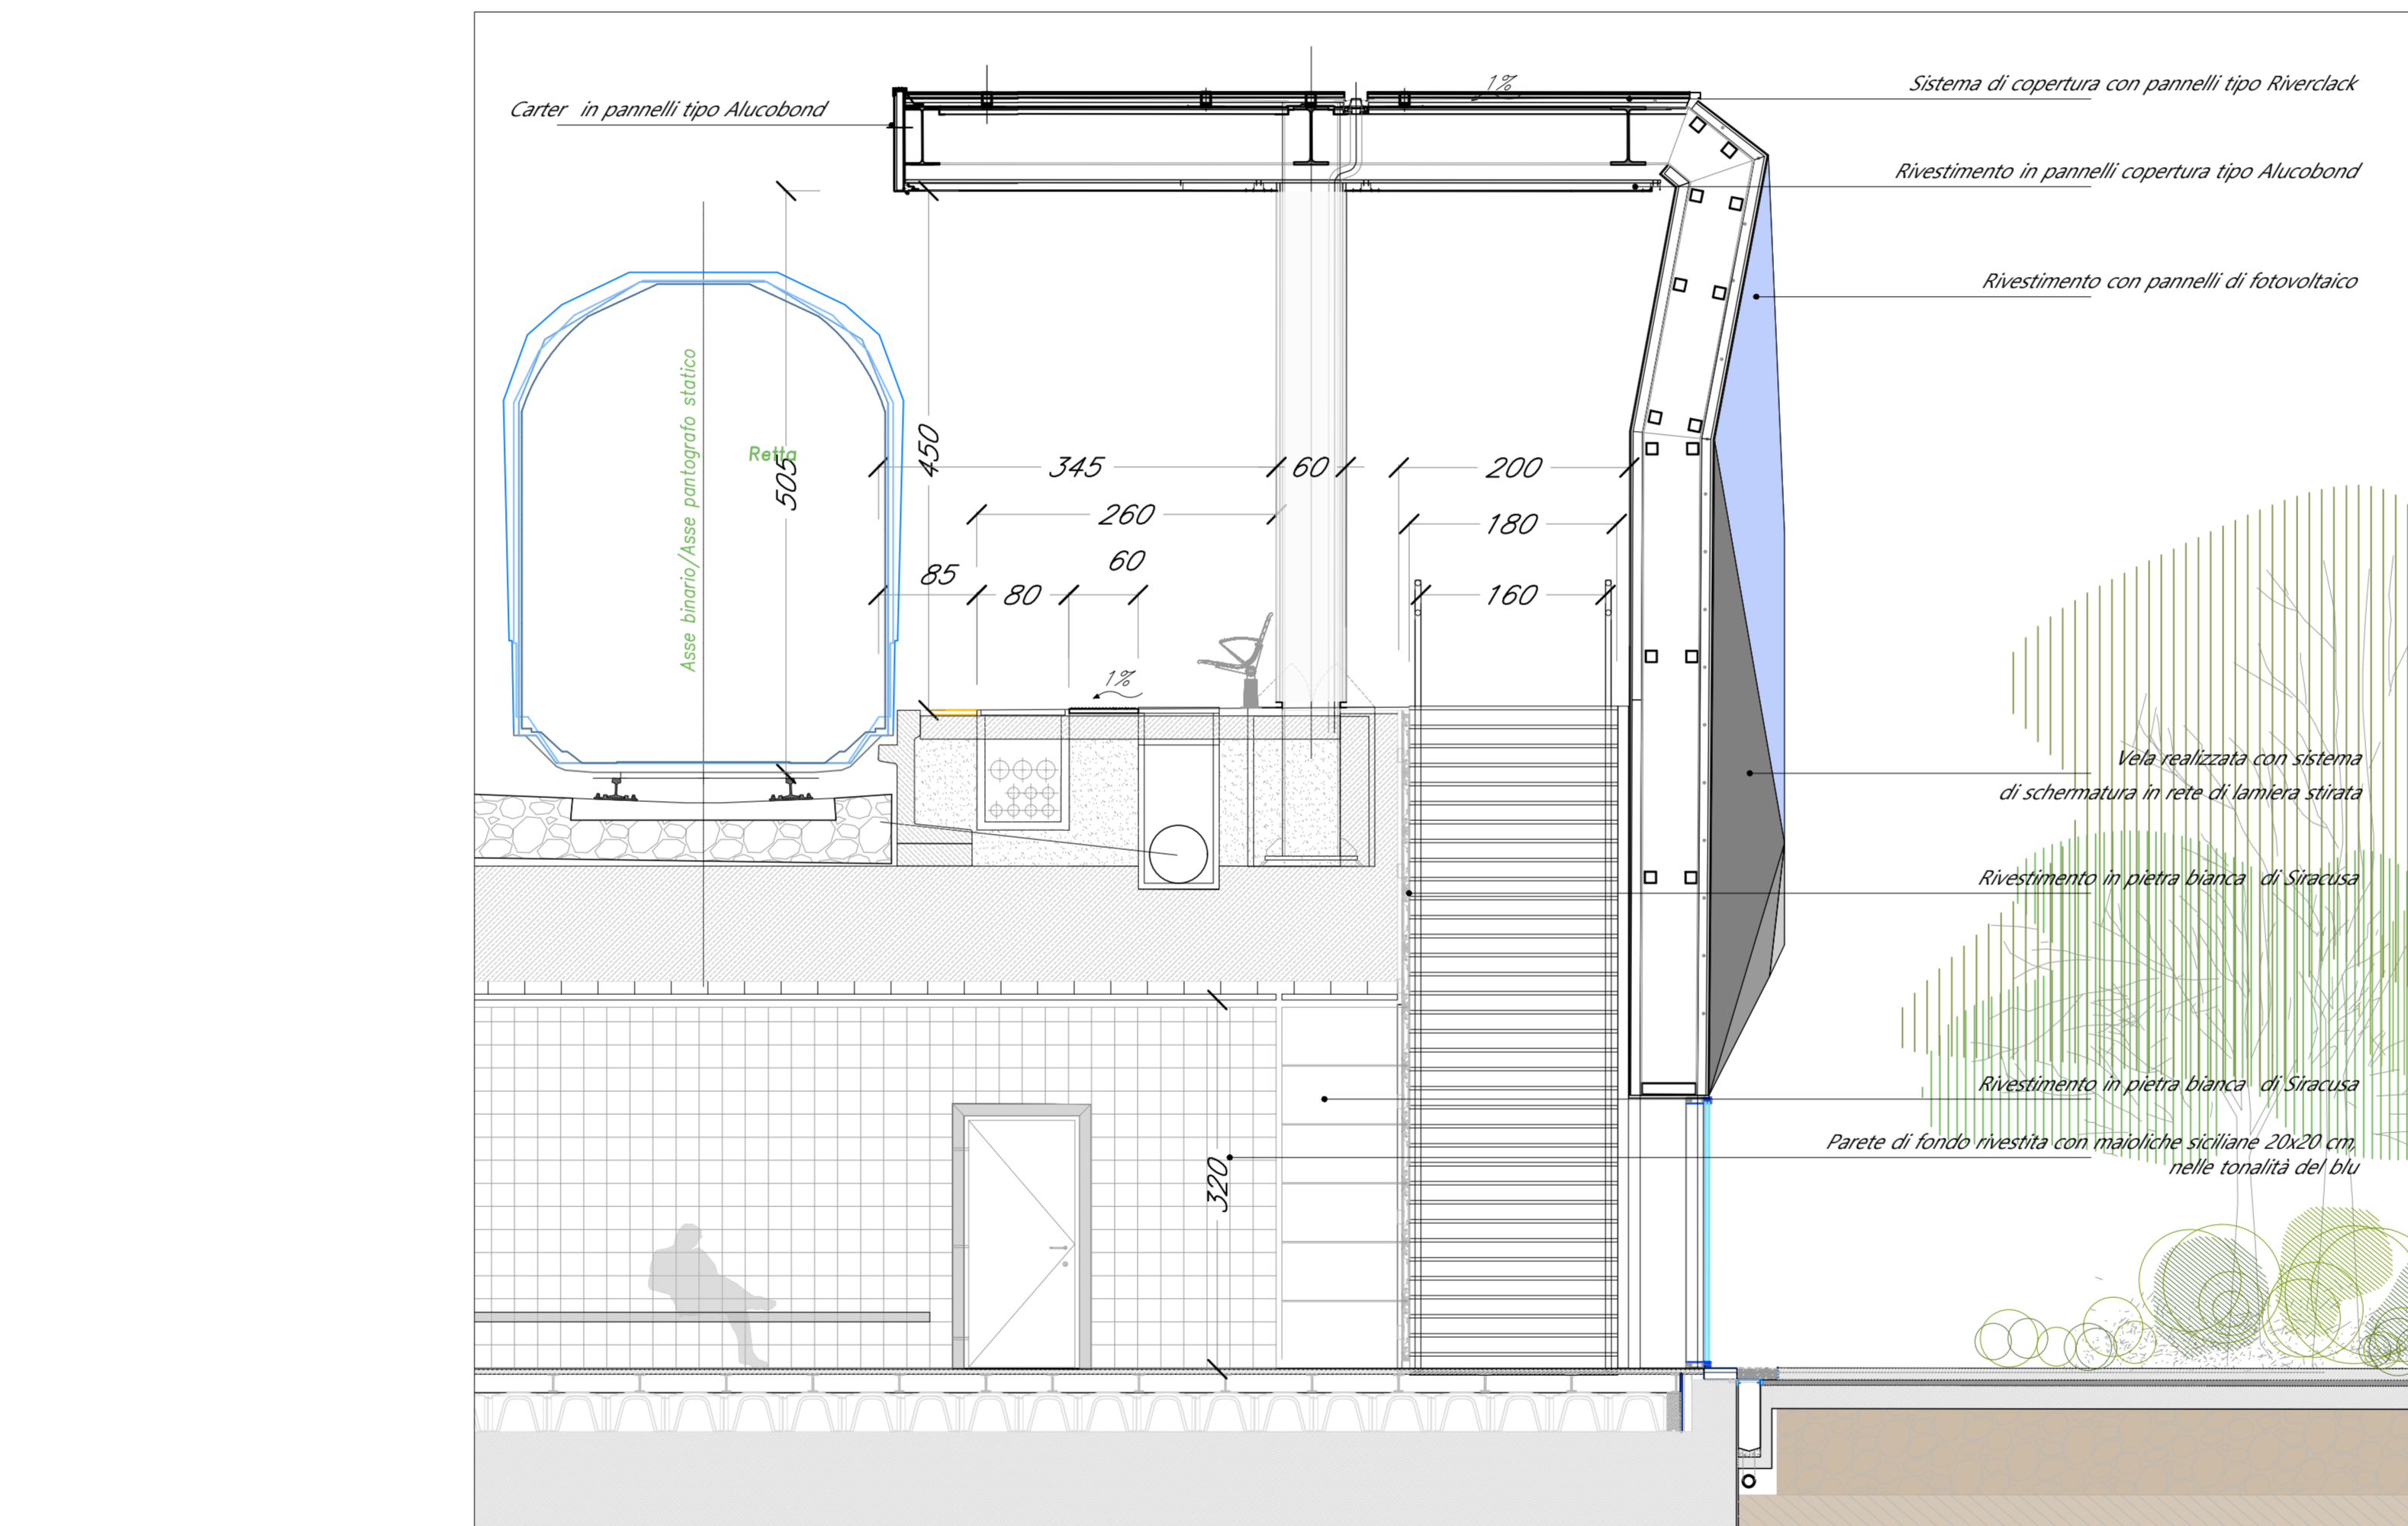 1%
Sistema di copertura con pannelli tipo Riverclack
Carter in pannelli tipo Alucobond
Rivestimento in pannelli copertura tipo Alucobond
Rivestimento con pannelli di fotovoltaico
Asse binario/Asse pantografo statico
Retta
505
450
345
60
200
260
180
60
85
80
160
1%
Vela realizzata con sistema
di schermatura in rete di lamiera stirata
Rivestimento in pietra bianca di Siracusa
Rivestimento in pietra bianca di Siracusa
Parete di fondo rivestita con maioliche siciliane 20x20 cm,
nelle tonalità del blu
320